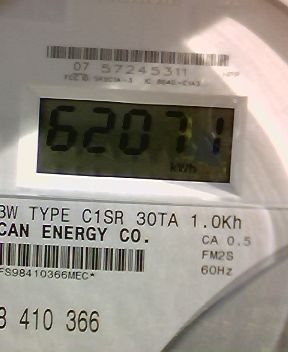 07 57245311
62071
kWh
3W TYPE C1SR 30TA 1.0Kh
CAN ENERGY CO.
CA 0.5
FM2S
60Hz
FS98410366MEC*
8 410 366